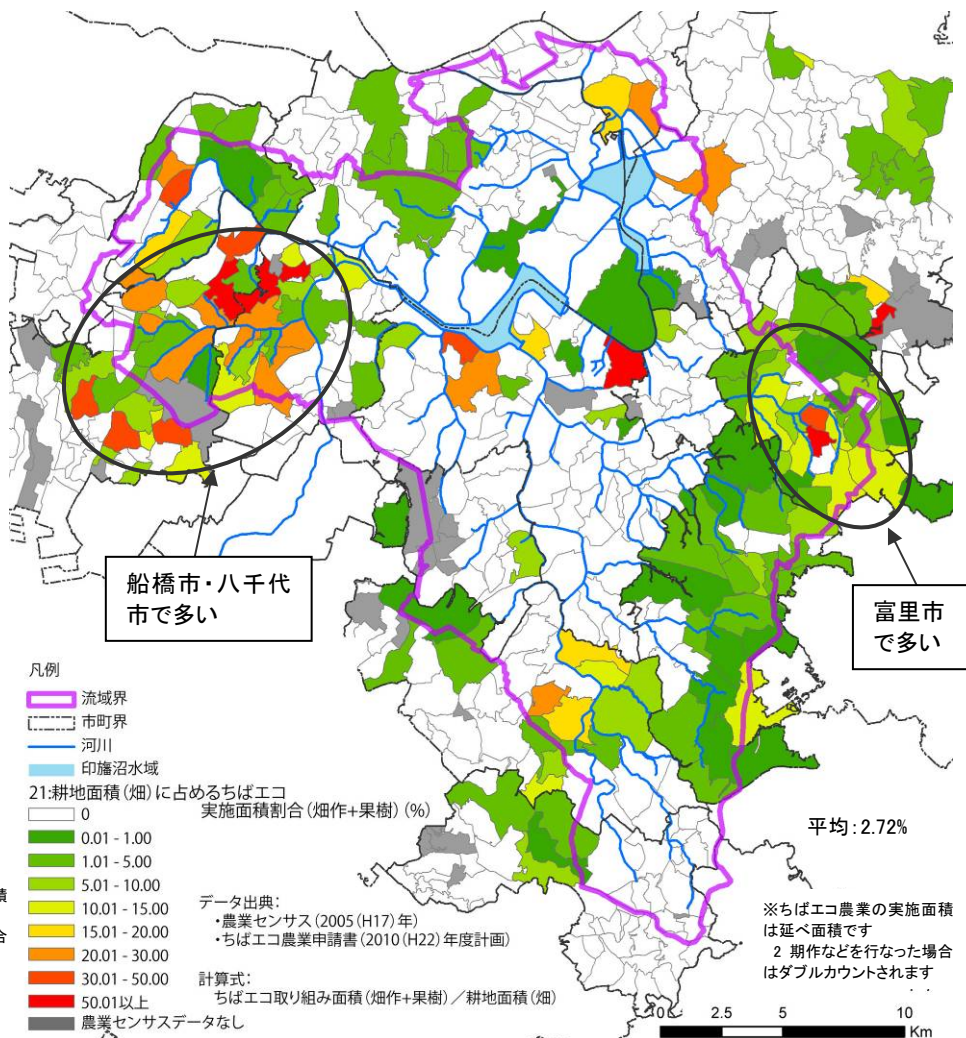 船橋市・八千代
市で多い
富里市
で多い
凡例
流域界
市町界
河川
印旛沼水域
21:耕地面積(畑)に占めるちばエコ
実施面積割合(畑作+果樹)(%)
0
0.01 - 1.00
1.01 - 5.00
5.01 - 10.00
10.01 - 15.00
15.01 - 20.00
20.01 - 30.00
30.01 - 50.00
50.01以上
農業センサスデータなし
積
合
データ出典:
・農業センサス(2005(H17)年)
・ちばエコ農業申請書(2010(H22)年度計画)
計算式:
ちばエコ取り組み面積(畑作+果樹)/耕地面積(畑)
平均:2.72%
※ちばエコ農業の実施面積
は延べ面積です
2 期作などを行なった場合
はダブルカウントされます
0 2.5 5 10
Km